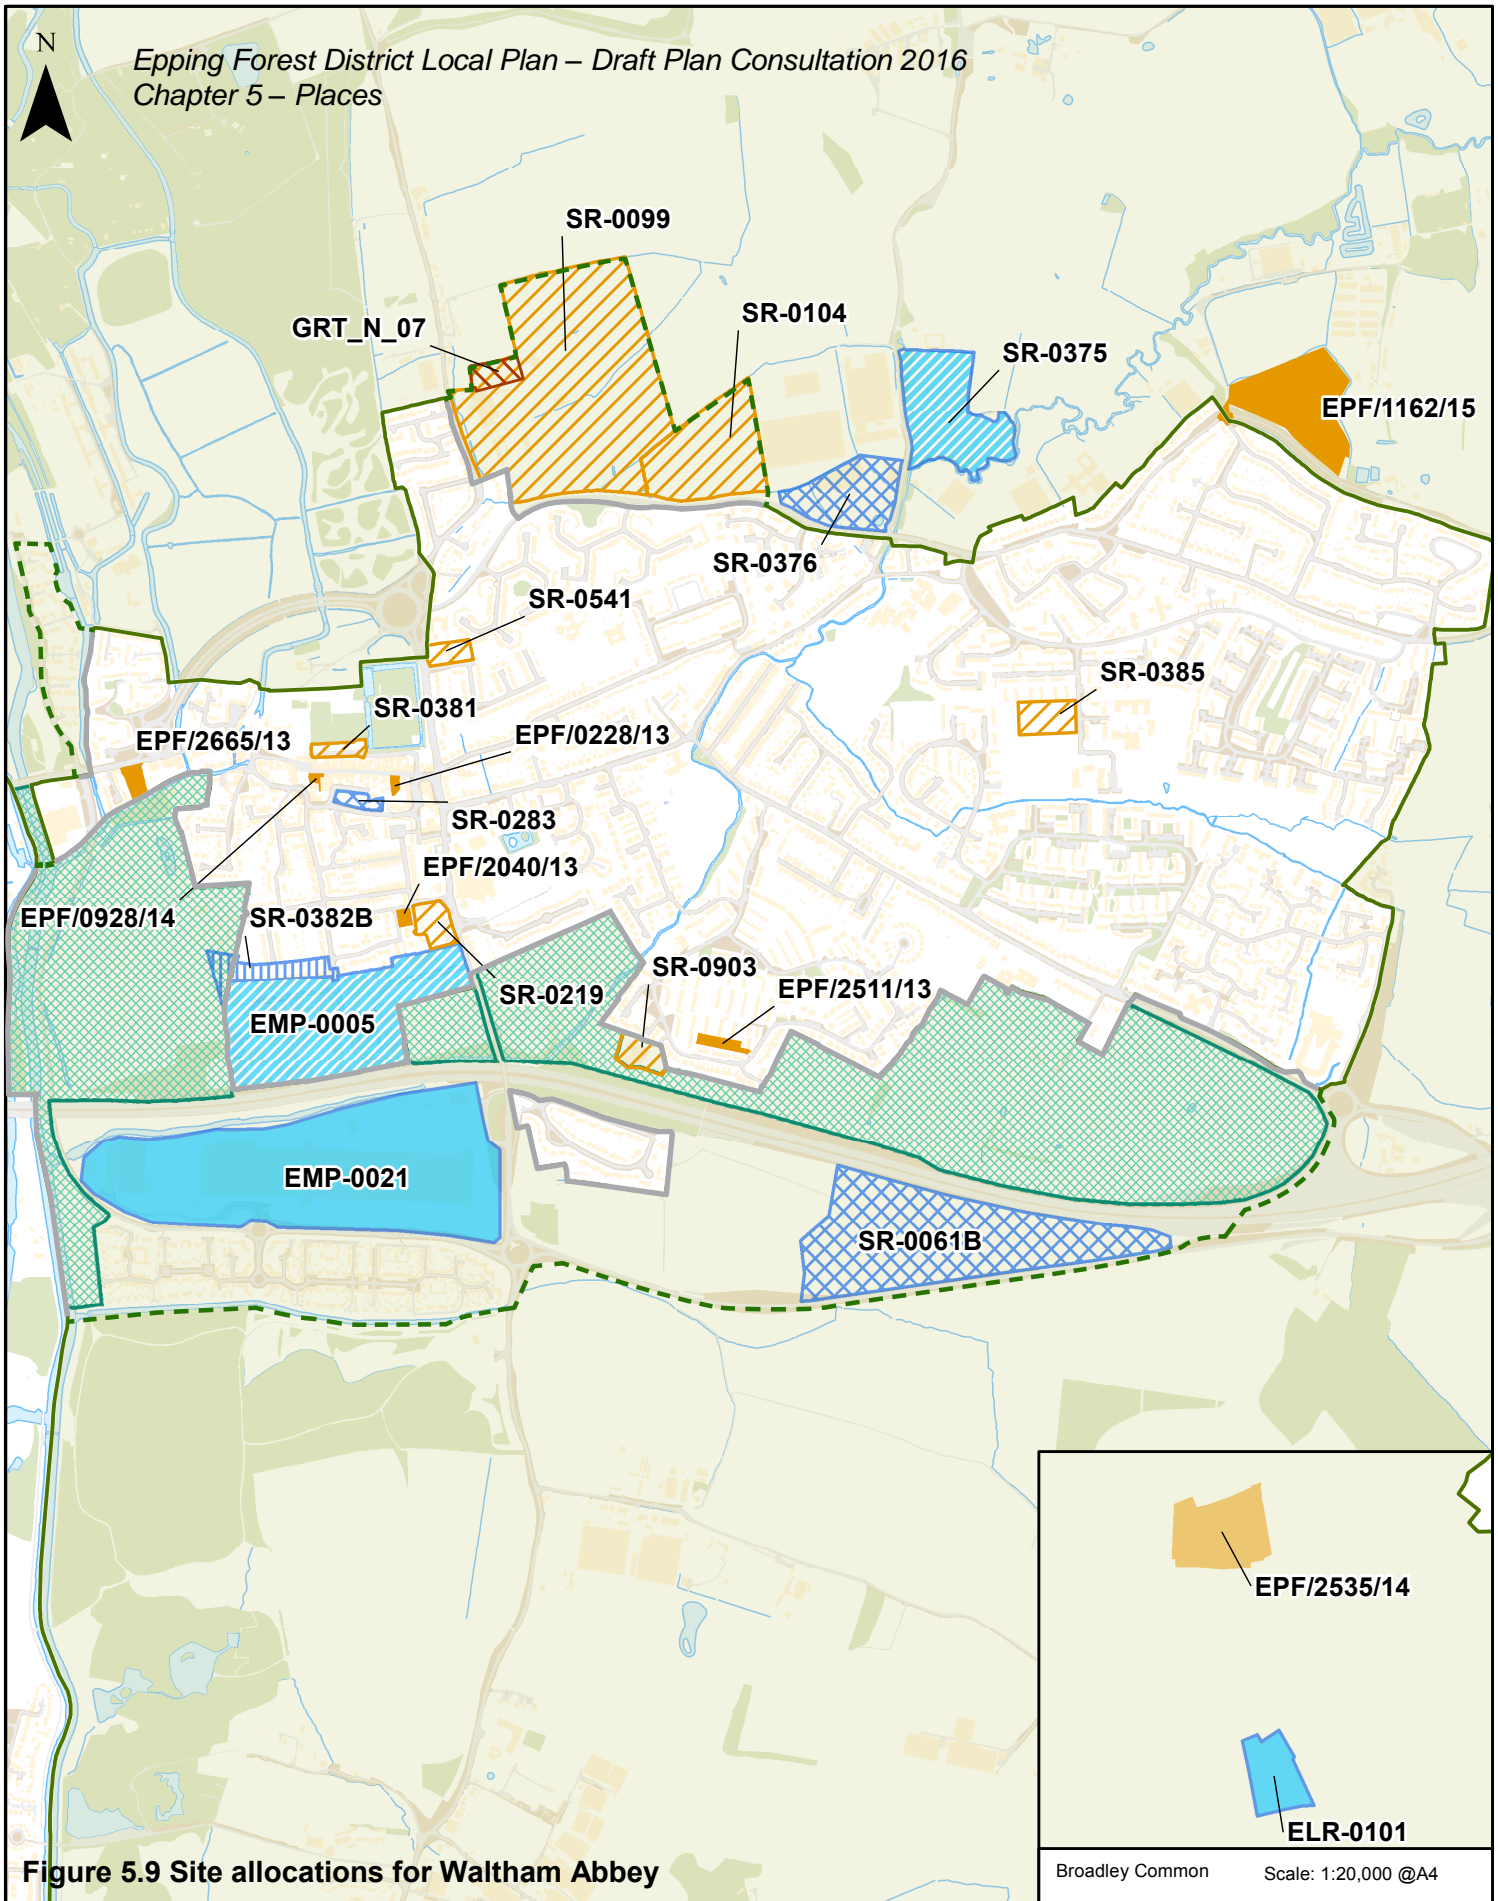 N
Epping Forest District Local Plan – Draft Plan Consultation 2016
Chapter 5 – Places
SR-0099
SR-0104
GRT_N_07
SR-0375
EPF/1162/15
SR-0376
SR-0541
SR-0385
SR-0381
EPF/2665/13
EPF/0228/13
SR-0283
EPF/2040/13
EPF/0928/14
SR-0382B
SR-0903
EPF/2511/13
SR-0219
EMP-0005
EMP-0021
SR-0061B
EPF/2535/14
ELR-0101
Figure 5.9 Site allocations for Waltham Abbey
Broadley Common Scale: 1:20,000 @A4